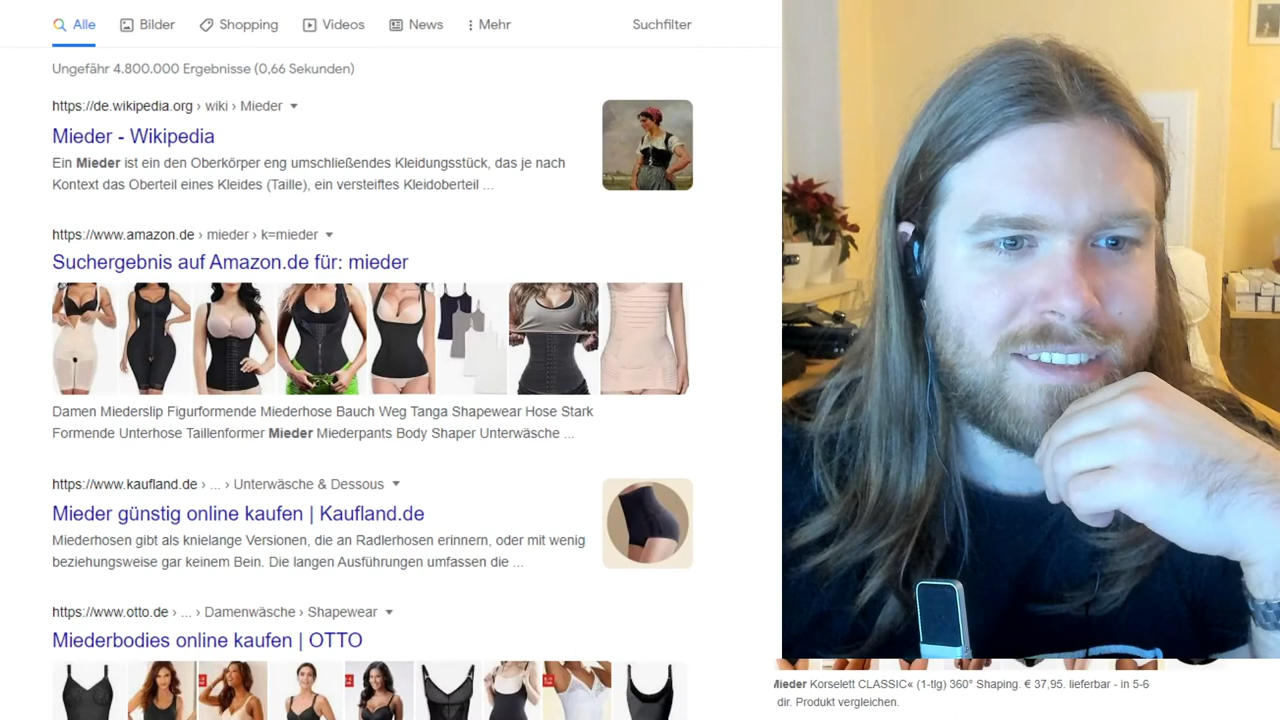 Alle Bilder Shopping Videos News Mehr Suchfilter
Ungefähr 4.800.000 Ergebnisse (0,66 Sekunden)
https://de.wikipedia.org › wiki › Mieder
Mieder - Wikipedia
Ein Mieder ist ein den Oberkörper eng umschließendes Kleidungsstück, das je nach
Kontext das Oberteil eines Kleides (Taille), ein versteiftes Kleidoberteil ...
https://www.amazon.de › mieder › k=mieder
Suchergebnis auf Amazon.de für: mieder
Damen Miederslip Figurformende Miederhose Bauch Weg Tanga Shapewear Hose Stark
Formende Unterhose Taillenformer Mieder Miederpants Body Shaper Unterwäsche ...
https://www.kaufland.de › ... › Unterwäsche & Dessous
Mieder günstig online kaufen | Kaufland.de
Miederhosen gibt als knielange Versionen, die an Radlerhosen erinnern, oder mit wenig
beziehungsweise gar keinem Bein. Die langen Ausführungen umfassen die ...
https://www.otto.de › ... › Damenwäsche › Shapewear
Miederbodies online kaufen | OTTO
Mieder Korselett CLASSIC« (1-tlg) 360° Shaping. € 37,95. lieferbar - in 5-6
dir. Produkt vergleichen.